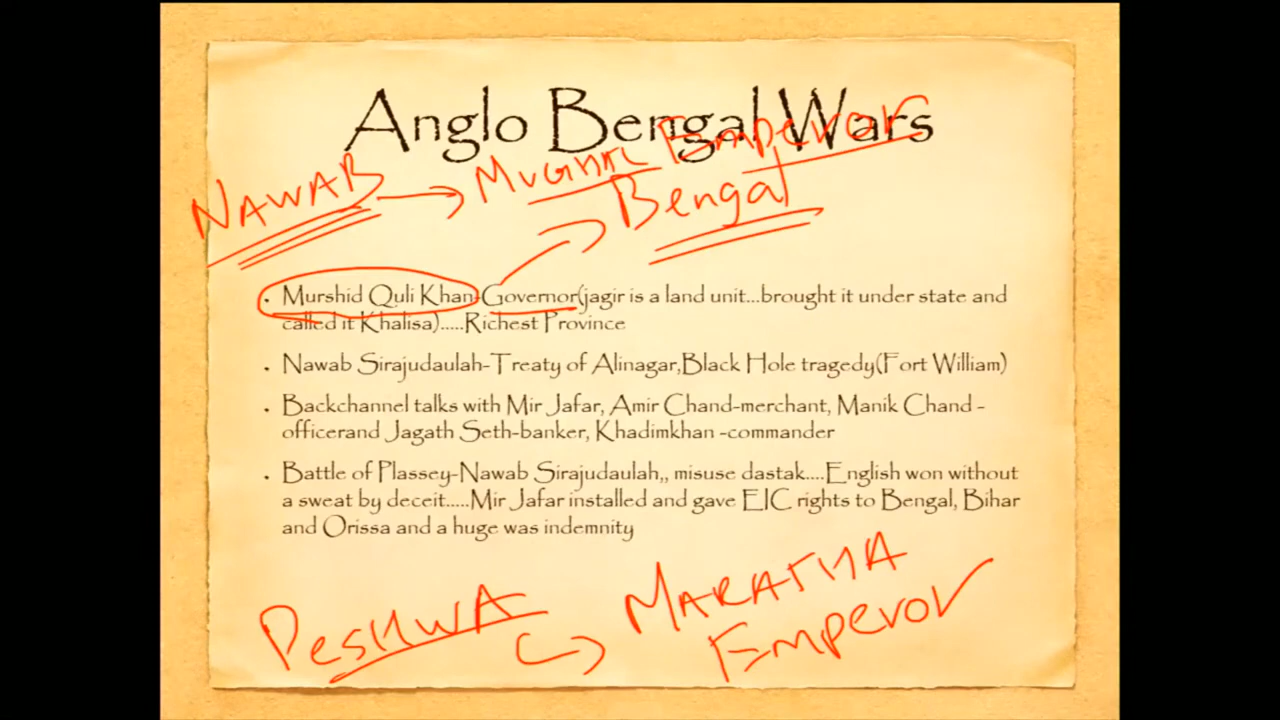 Anglo Bengal Wars
NAWAB → MUGHAL Emperor
Bengal
• Murshid Quli Khan-Governor(jagir is a land unit...brought it under state and
called it Khalisa).....Richest Province
• Nawab Sirajudaulah-Treaty of Alinagar,Black Hole tragedy(Fort William)
• Backchannel talks with Mir Jafar, Amir Chand-merchant, Manik Chand -
officerand Jagath Seth-banker, Khadimkhan -commander
• Battle of Plassey-Nawab Sirajudaulah,, misuse dastak....English won without
a sweat by deceit.....Mir Jafar installed and gave EIC rights to Bengal, Bihar
and Orissa and a huge was indemnity
PesHWA → MARATHA
Emperor